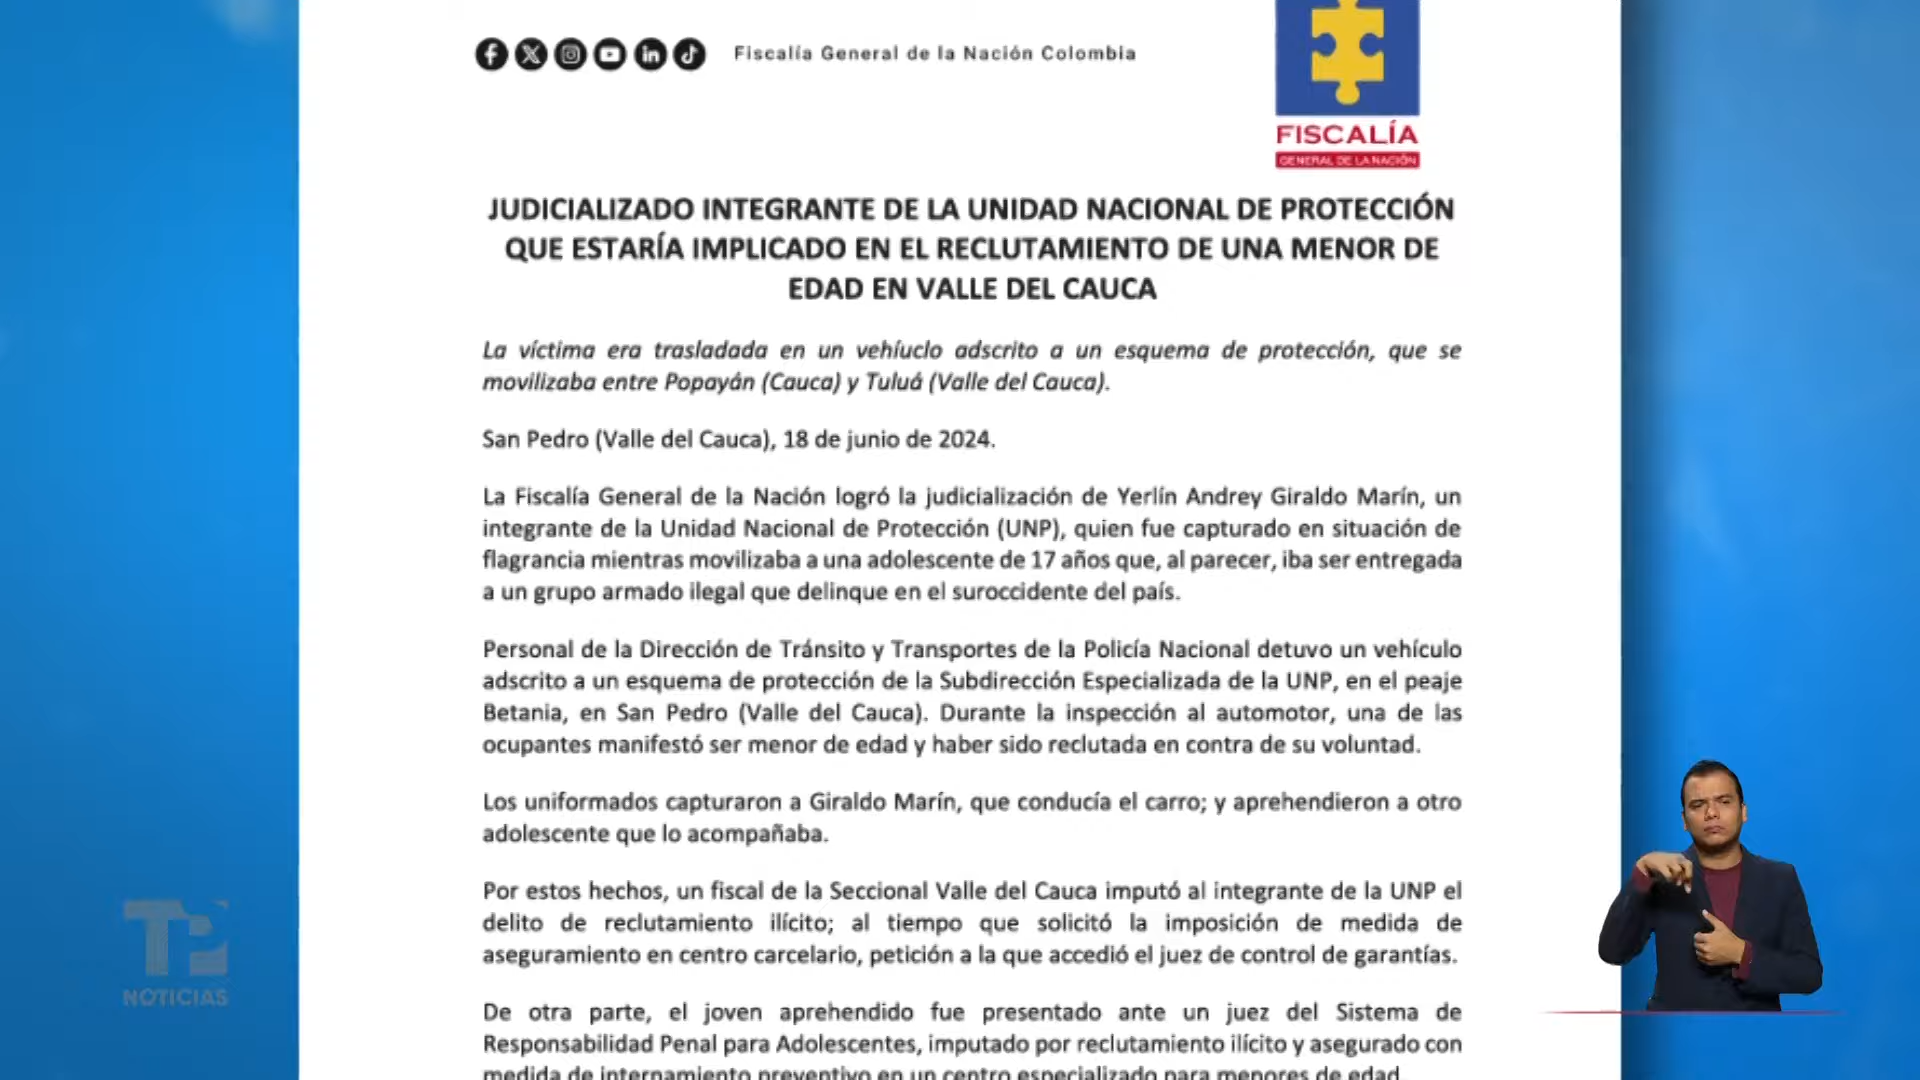 Fiscalía General de la Nación Colombia
FISCALÍA
GENERAL DE LA NACIÓN
JUDICIALIZADO INTEGRANTE DE LA UNIDAD NACIONAL DE PROTECCIÓN
QUE ESTARÍA IMPLICADO EN EL RECLUTAMIENTO DE UNA MENOR DE
EDAD EN VALLE DEL CAUCA
La víctima era trasladada en un vehíuclo adscrito a un esquema de protección, que se
movilizaba entre Popayán (Cauca) y Tuluá (Valle del Cauca).
San Pedro (Valle del Cauca), 18 de junio de 2024.
La Fiscalía General de la Nación logró la judicialización de Yerlín Andrey Giraldo Marín, un
integrante de la Unidad Nacional de Protección (UNP), quien fue capturado en situación de
flagrancia mientras movilizaba a una adolescente de 17 años que, al parecer, iba ser entregada
a un grupo armado ilegal que delinque en el suroccidente del país.
Personal de la Dirección de Tránsito y Transportes de la Policía Nacional detuvo un vehículo
adscrito a un esquema de protección de la Subdirección Especializada de la UNP, en el peaje
Betania, en San Pedro (Valle del Cauca). Durante la inspección al automotor, una de las
ocupantes manifestó ser menor de edad y haber sido reclutada en contra de su voluntad.
Los uniformados capturaron a Giraldo Marín, que conducía el carro; y aprehendieron a otro
adolescente que lo acompañaba.
Por estos hechos, un fiscal de la Seccional Valle del Cauca imputó al integrante de la UNP el
delito de reclutamiento ilícito; al tiempo que solicitó la imposición de medida de
aseguramiento en centro carcelario, petición a la que accedió el juez de control de garantías.
De otra parte, el joven aprehendido fue presentado ante un juez del Sistema de
Responsabilidad Penal para Adolescentes, imputado por reclutamiento ilícito y asegurado con
medida de internamiento preventivo en un centro especializado para menores de edad.
NOTICIAS